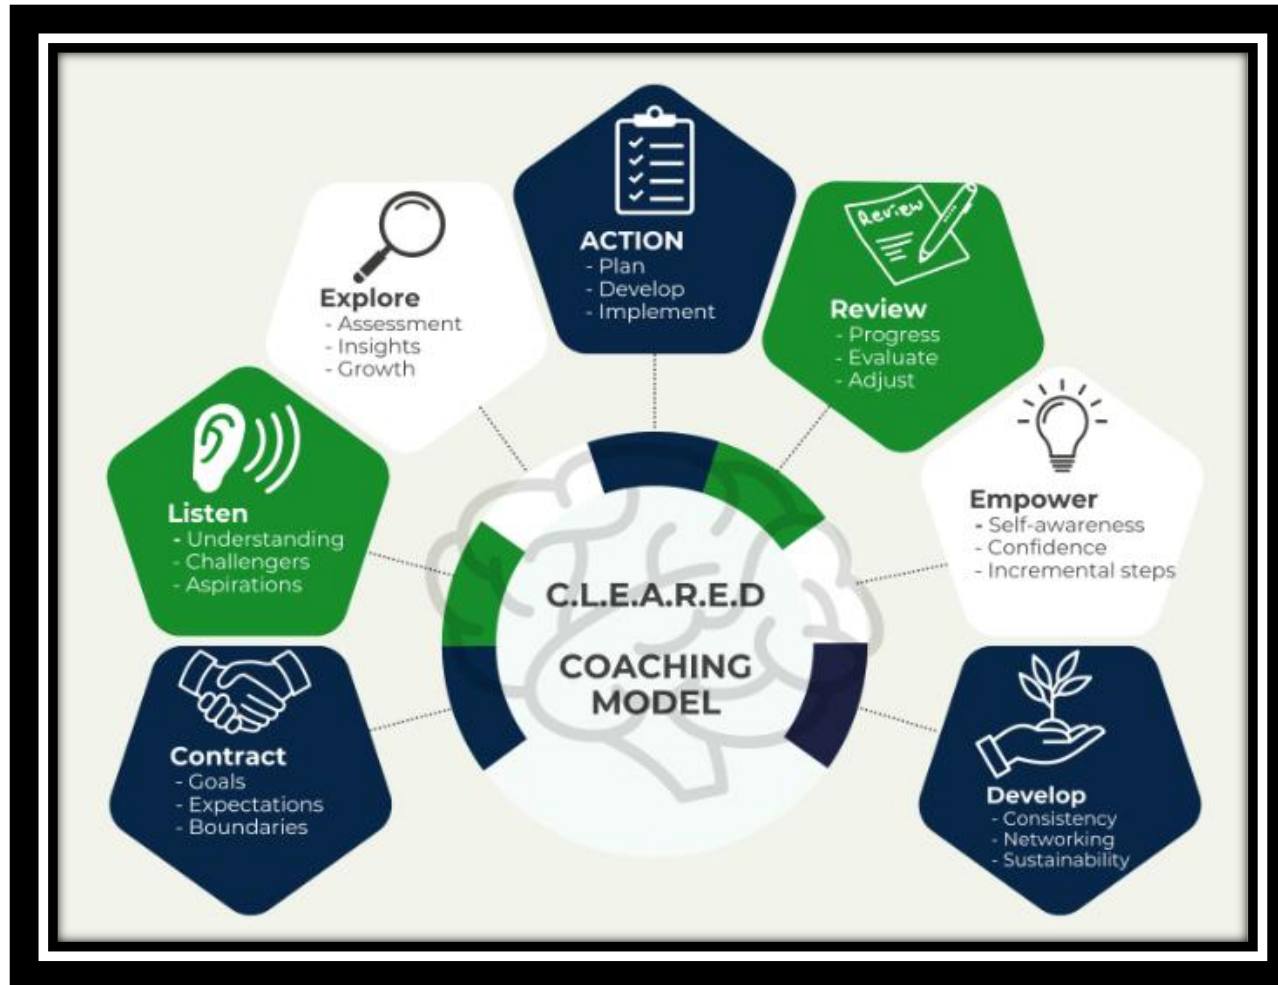 ACTION
- Plan
- Develop
- Implement
Explore
- Assessment
- Insights
- Growth
Review
Review
- Progress
- Evaluate
- Adjust
Listen
- Understanding
- Challengers
- Aspirations
Empower
- Self-awareness
- Confidence
- Incremental steps
C.L.E.A.R.E.D
COACHING
MODEL
Contract
- Goals
- Expectations
- Boundaries
Develop
- Consistency
- Networking
- Sustainability